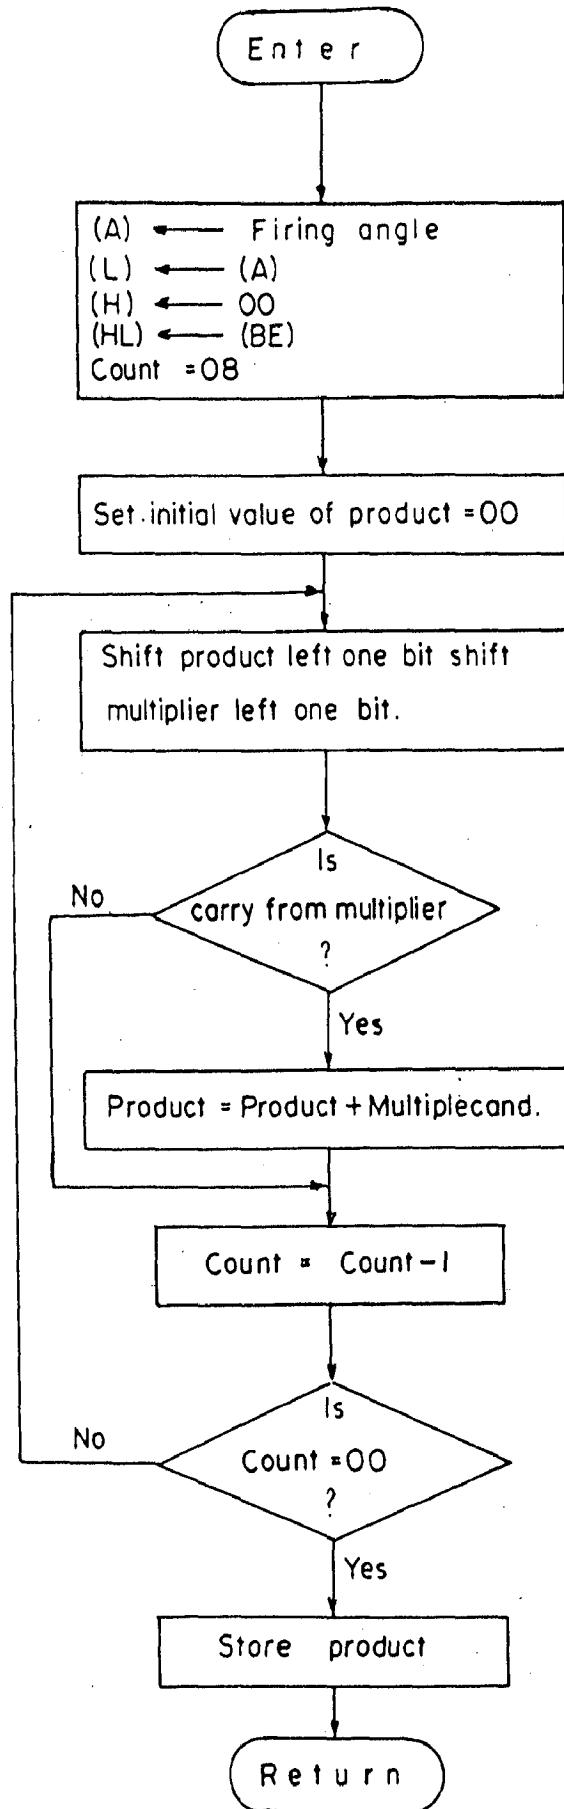 Enter
(A) ← Firing angle
(L) ← (A)
(H) ← 00
(HL) ← (BE)
Count = 08
Set initial value of product = 00
Shift product left one bit shift
multiplier left one bit.
Is
carry from multiplier
?
No
Yes
Product = Product + Multiplecand.
Count = Count - 1
Is
Count = 00
?
No
Yes
Store product
Return